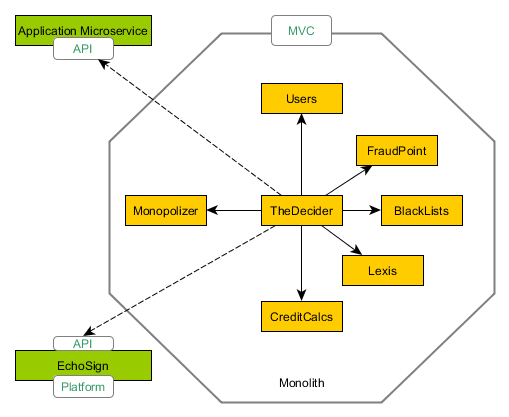 Application Microservice
API
MVC
Users
FraudPoint
Monopolizer
TheDecider
BlackLists
Lexis
CreditCalcs
API
EchoSign
Platform
Monolith